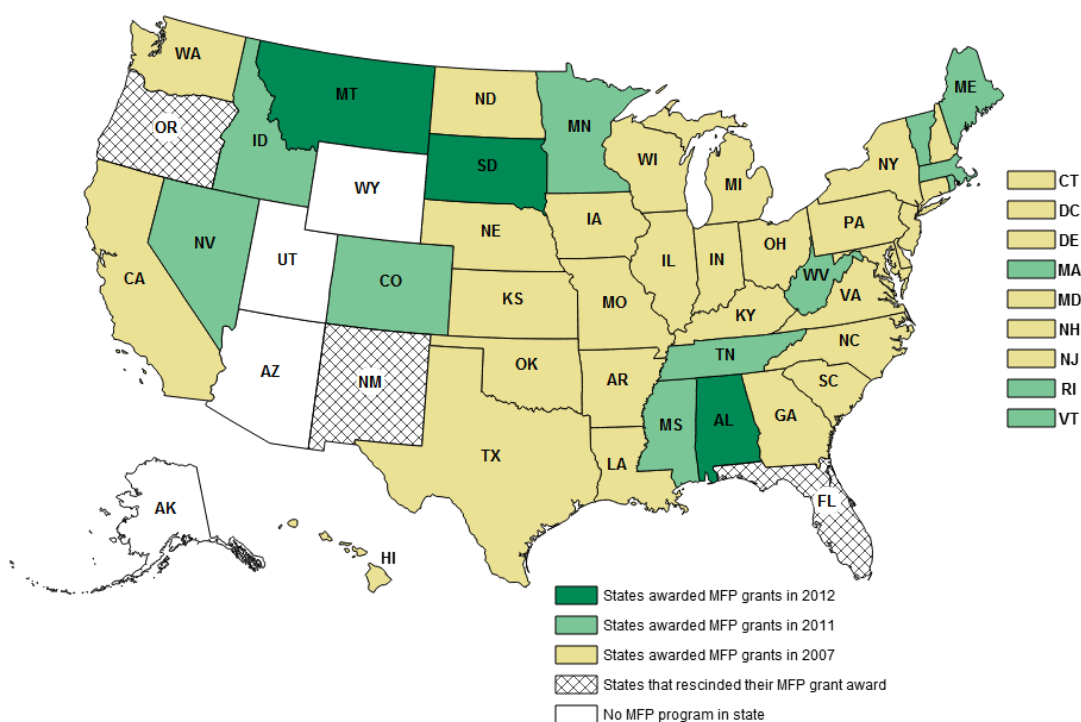 WA
MT
ND
MN
ME
OR
ID
SD
WI
NY
WY
MI
CT
DC
DE
MA
MD
NH
NJ
RI
VT
NV
UT
NE
IA
PA
CA
CO
IL
IN
OH
WV
VA
KS
MO
KY
AZ
NM
OK
AR
TN
NC
SC
MS
AL
GA
TX
LA
FL
AK
HI
States awarded MFP grants in 2012
States awarded MFP grants in 2011
States awarded MFP grants in 2007
States that rescinded their MFP grant award
No MFP program in state